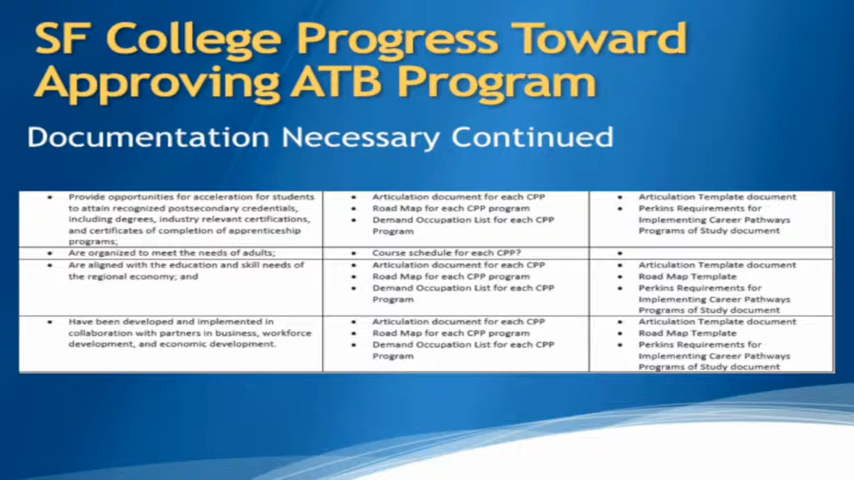 SF College Progress Toward
Approving ATB Program
Documentation Necessary Continued
• Provide opportunities for acceleration for students
to attain recognized postsecondary credentials,
including degrees, industry relevant certifications,
and certificates of completion of apprenticeship
programs;
• Articulation document for each CPP
• Road Map for each CPP program
• Demand Occupation List for each CPP
Program
• Articulation Template document
• Perkins Requirements for
Implementing Career Pathways
Programs of Study document
• Are organized to meet the needs of adults;
• Course schedule for each CPP?
•
• Are aligned with the education and skill needs of
the regional economy; and
• Articulation document for each CPP
• Road Map for each CPP program
• Demand Occupation List for each CPP
Program
• Articulation Template document
• Road Map Template
• Perkins Requirements for
Implementing Career Pathways
Programs of Study document
• Have been developed and implemented in
collaboration with partners in business, workforce
development, and economic development.
• Articulation document for each CPP
• Road Map for each CPP program
• Demand Occupation List for each CPP
Program
• Articulation Template document
• Road Map Template
• Perkins Requirements for
Implementing Career Pathways
Programs of Study document